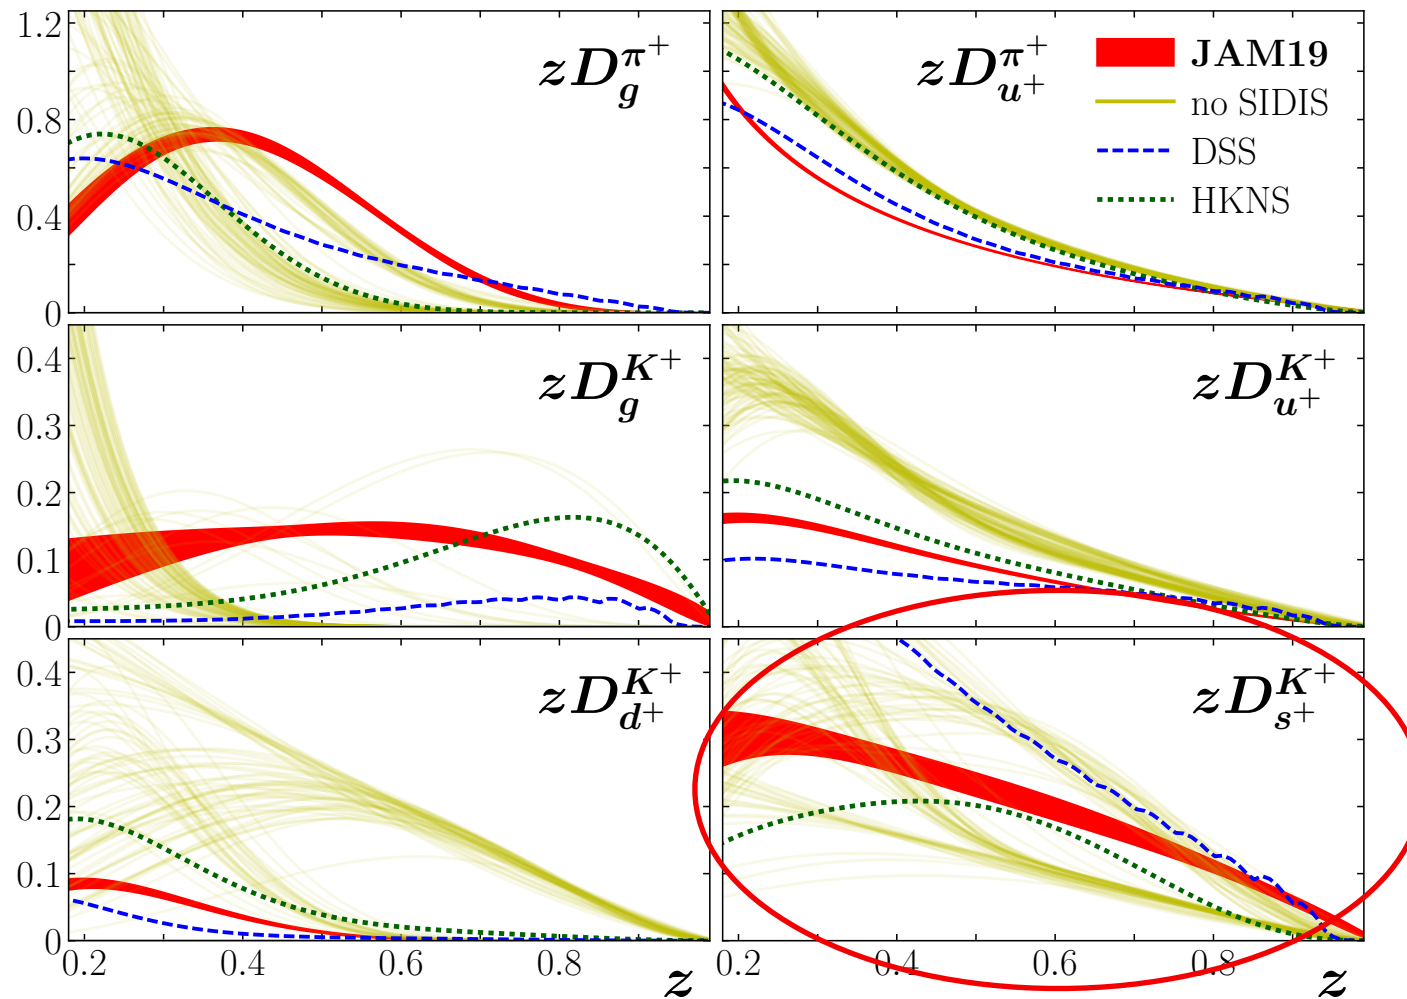 1.2
0.8
0.4
0
zD_g^{π^+}
zD_{u^+}^{π^+}
JAM19
no SIDIS
DSS
HKNS
0.4
0.3
0.2
0.1
0
zD_g^{K^+}
zD_{u^+}^{K^+}
0.4
0.3
0.2
0.1
0
zD_{d^+}^{K^+}
zD_{s^+}^{K^+}
0.2 0.4 0.6 0.8 z
0.2 0.4 0.6 0.8 z